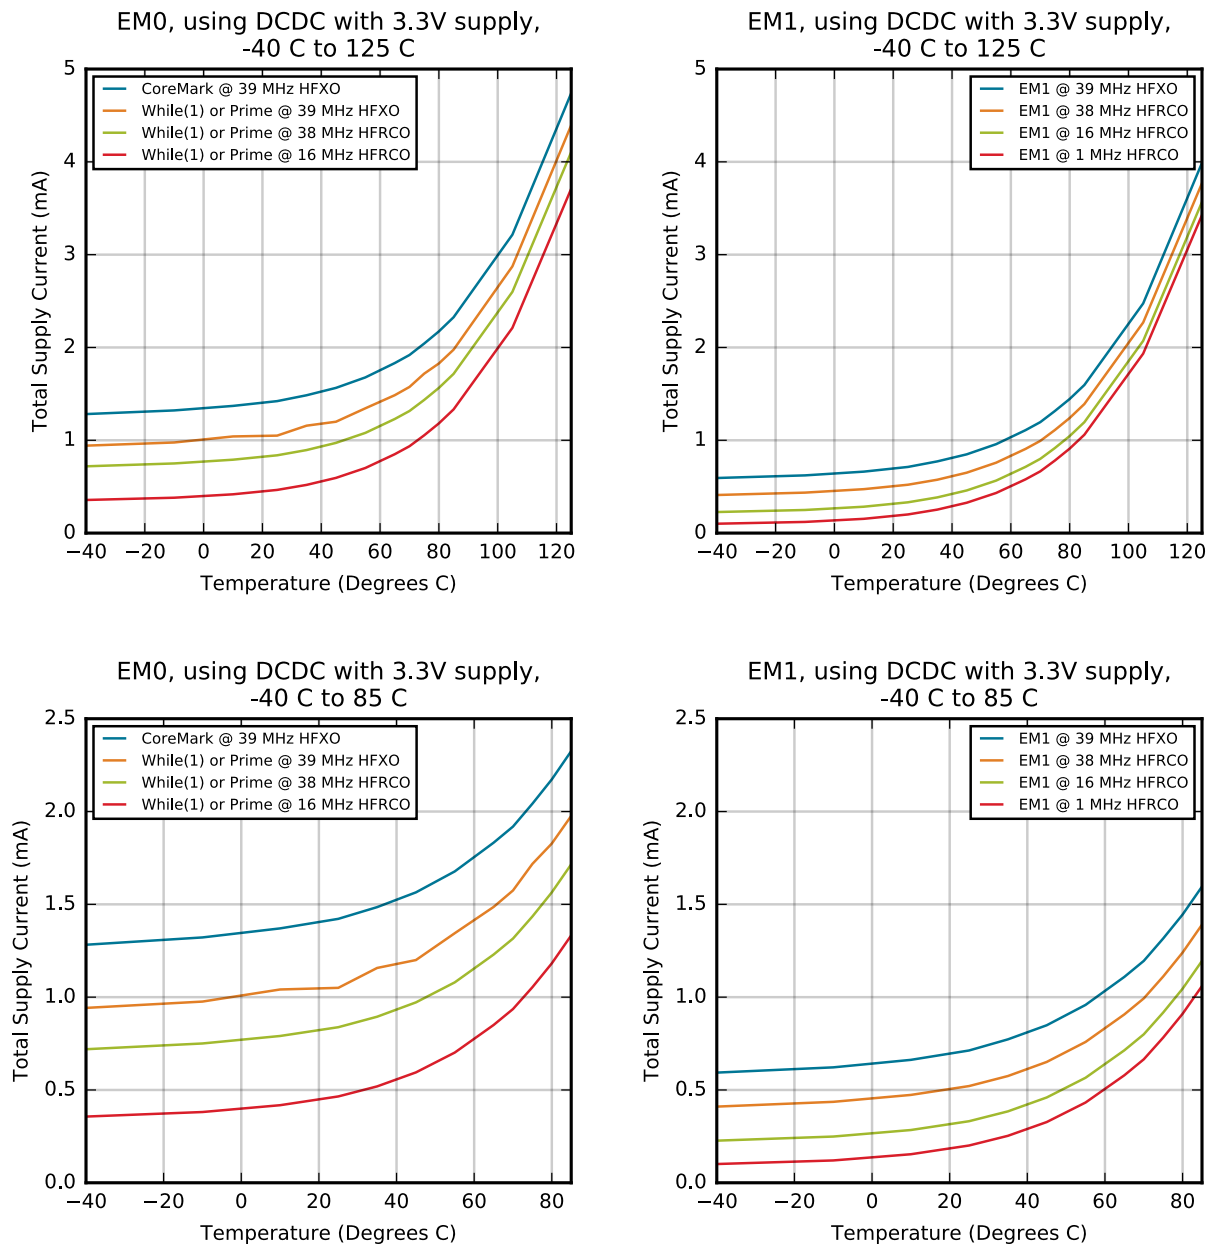 EM0, using DCDC with 3.3V supply,
-40 C to 125 C
5
4
3
2
1
0
Total Supply Current (mA)
CoreMark @ 39 MHz HFXO
While(1) or Prime @ 39 MHz HFXO
While(1) or Prime @ 38 MHz HFRCO
While(1) or Prime @ 16 MHz HFRCO
−40 −20 0 20 40 60 80 100 120
Temperature (Degrees C)
EM1, using DCDC with 3.3V supply,
-40 C to 125 C
5
4
3
2
1
0
Total Supply Current (mA)
EM1 @ 39 MHz HFXO
EM1 @ 38 MHz HFRCO
EM1 @ 16 MHz HFRCO
EM1 @ 1 MHz HFRCO
−40 −20 0 20 40 60 80 100 120
Temperature (Degrees C)
EM0, using DCDC with 3.3V supply,
-40 C to 85 C
2.5
2.0
1.5
1.0
0.5
0.0
Total Supply Current (mA)
CoreMark @ 39 MHz HFXO
While(1) or Prime @ 39 MHz HFXO
While(1) or Prime @ 38 MHz HFRCO
While(1) or Prime @ 16 MHz HFRCO
−40 −20 0 20 40 60 80
Temperature (Degrees C)
EM1, using DCDC with 3.3V supply,
-40 C to 85 C
2.5
2.0
1.5
1.0
0.5
0.0
Total Supply Current (mA)
EM1 @ 39 MHz HFXO
EM1 @ 38 MHz HFRCO
EM1 @ 16 MHz HFRCO
EM1 @ 1 MHz HFRCO
−40 −20 0 20 40 60 80
Temperature (Degrees C)